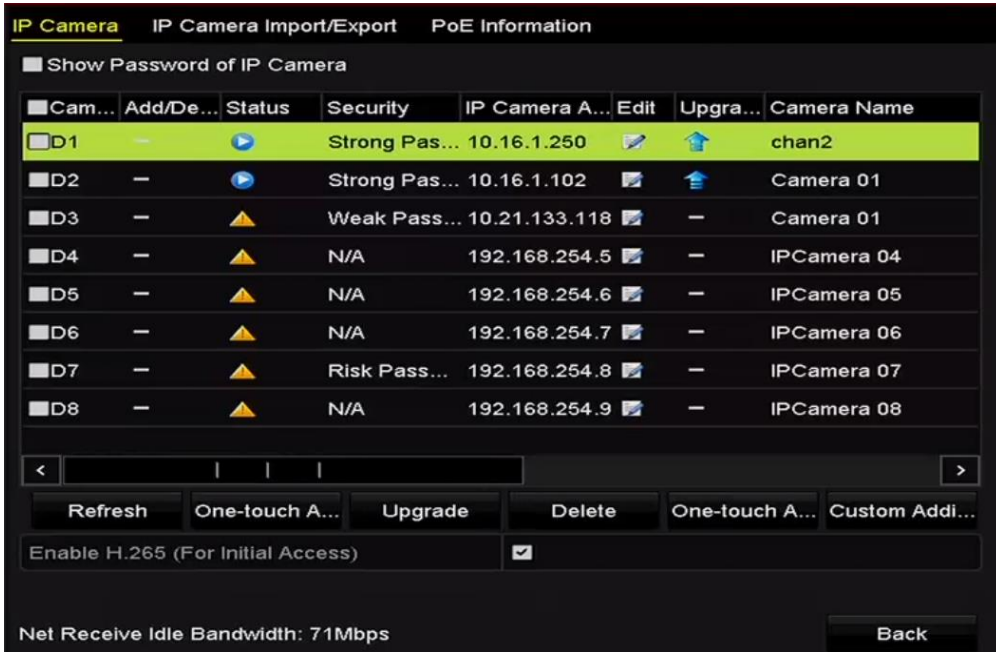 IP Camera IP Camera Import/Export PoE Information
Show Password of IP Camera
Cam... Add/De... Status Security IP Camera A... Edit Upgra... Camera Name
D1 – Strong Pas... 10.16.1.250 chan2
D2 – Strong Pas... 10.16.1.102 Camera 01
D3 – Weak Pass... 10.21.133.118 – Camera 01
D4 – N/A 192.168.254.5 – IPCamera 04
D5 – N/A 192.168.254.6 – IPCamera 05
D6 – N/A 192.168.254.7 – IPCamera 06
D7 – Risk Pass... 192.168.254.8 – IPCamera 07
D8 – N/A 192.168.254.9 – IPCamera 08
< >
Refresh One-touch A... Upgrade Delete One-touch A... Custom Addi...
Enable H.265 (For Initial Access)
Net Receive Idle Bandwidth: 71Mbps Back